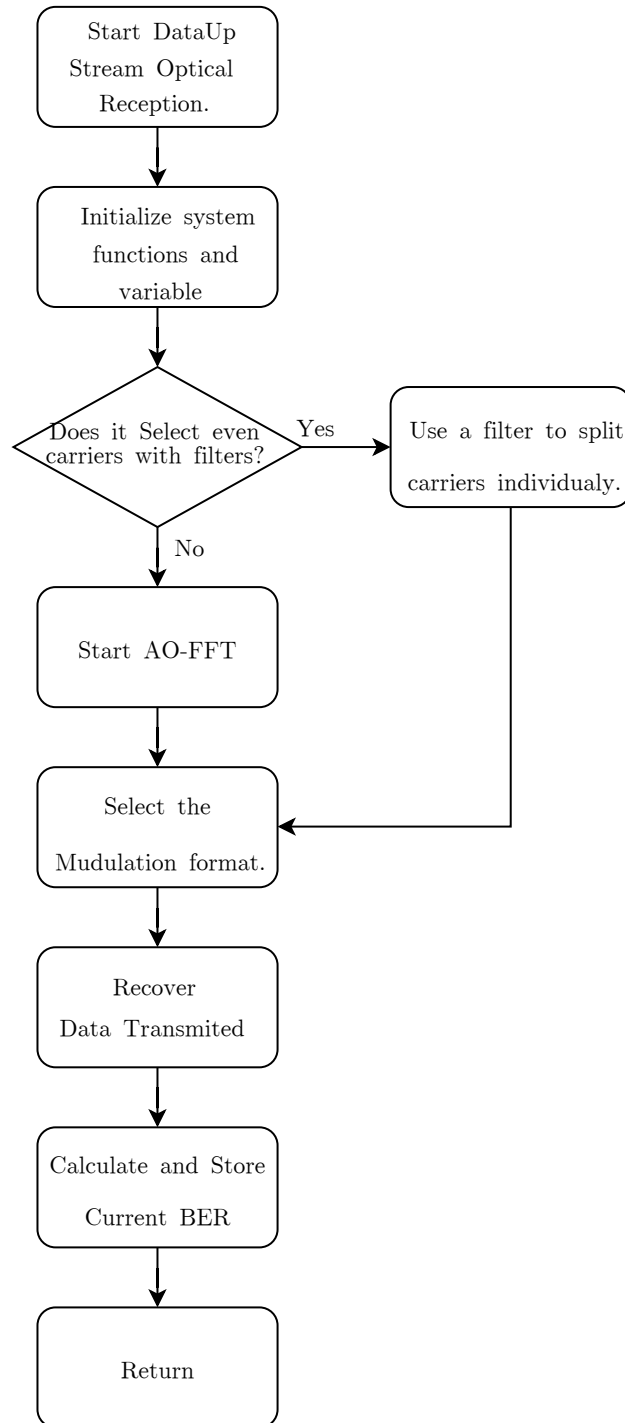 Start DataUp
Stream Optical
Reception.
Initialize system
functions and
variable
Does it Select even
carriers with filters?
Yes
Use a filter to split
carriers individualy.
No
Start AO-FFT
Select the
Mudulation format.
Recover
Data Transmited
Calculate and Store
Current BER
Return